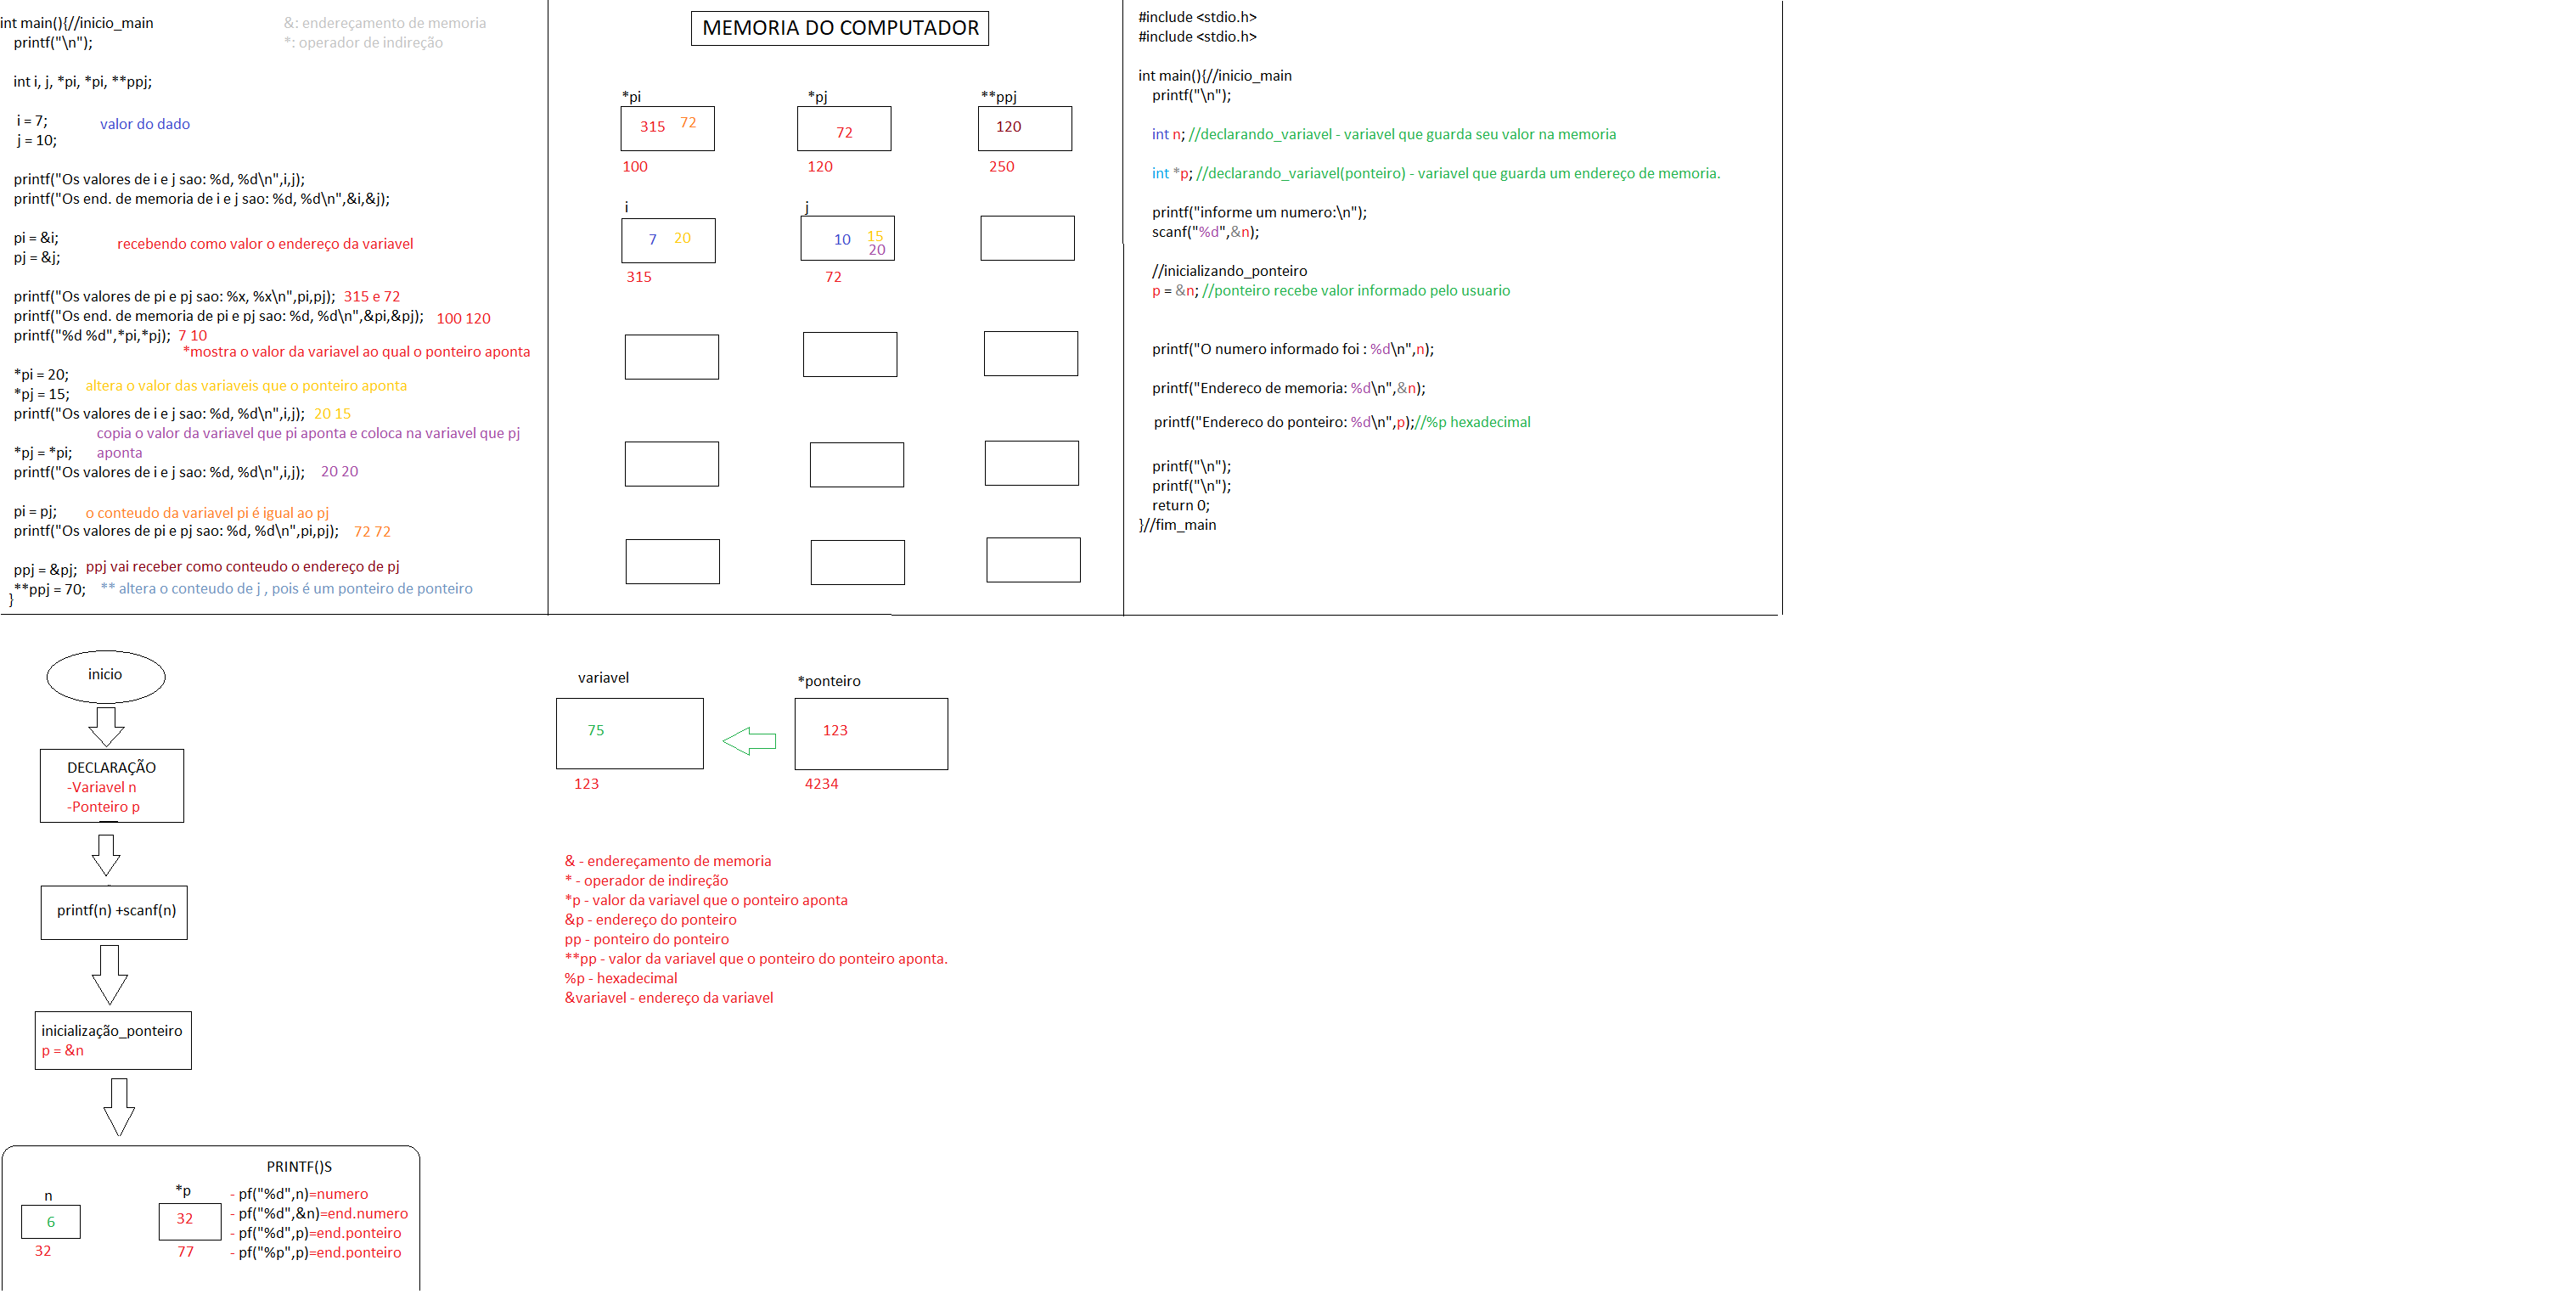 int main(){//inicio_main
&: endereçamento de memoria
printf("\n");
*: operador de indireção
int i, j, *pi, *pi, **ppj;
i = 7;
valor do dado
j = 10;
printf("Os valores de i e j sao: %d, %d\n",i,j);
printf("Os end. de memoria de i e j sao: %d, %d\n",&i,&j);
pi = &i;
recebendo como valor o endereço da variavel
pj = &j;
printf("Os valores de pi e pj sao: %x, %x\n",pi,pj); 315 e 72
printf("Os end. de memoria de pi e pj sao: %d, %d\n",&pi,&pj); 100 120
printf("%d %d",*pi,*pj); 7 10
*mostra o valor da variavel ao qual o ponteiro aponta
*pi = 20;
altera o valor das variaveis que o ponteiro aponta
*pj = 15;
printf("Os valores de i e j sao: %d, %d\n",i,j); 20 15
copia o valor da variavel que pi aponta e coloca na variavel que pj
*pj = *pi; aponta
printf("Os valores de i e j sao: %d, %d\n",i,j); 20 20
pi = pj; o conteudo da variavel pi é igual ao pj
printf("Os valores de pi e pj sao: %d, %d\n",pi,pj); 72 72
ppj = &pj; ppj vai receber como conteudo o endereço de pj
**ppj = 70; ** altera o conteudo de j , pois é um ponteiro de ponteiro
}
MEMORIA DO COMPUTADOR
*pi *pj **ppj
315 72 72 120
100 120 250
i j
7 20 10 15
20
315 72
#include <stdio.h>
#include <stdio.h>
int main(){//inicio_main
printf("\n");
int n; //declarando_variavel - variavel que guarda seu valor na memoria
int *p; //declarando_variavel(ponteiro) - variavel que guarda um endereço de memoria.
printf("informe um numero:\n");
scanf("%d",&n);
//inicializando_ponteiro
p = &n; //ponteiro recebe valor informado pelo usuario
printf("O numero informado foi : %d\n",n);
printf("Endereco de memoria: %d\n",&n);
printf("Endereco do ponteiro: %d\n",p);//%p hexadecimal
printf("\n");
printf("\n");
return 0;
}//fim_main
inicio
DECLARAÇÃO
-Variavel n
-Ponteiro p
printf(n) +scanf(n)
inicialização_ponteiro
p = &n
PRINTF()S
n *p
6 32
32 77
- pf("%d",n)=numero
- pf("%d",&n)=end.numero
- pf("%d",p)=end.ponteiro
- pf("%p",p)=end.ponteiro
variavel *ponteiro
75 123
123 4234
& - endereçamento de memoria
* - operador de indireção
*p - valor da variavel que o ponteiro aponta
&p - endereço do ponteiro
pp - ponteiro do ponteiro
**pp - valor da variavel que o ponteiro do ponteiro aponta.
%p - hexadecimal
&variavel - endereço da variavel